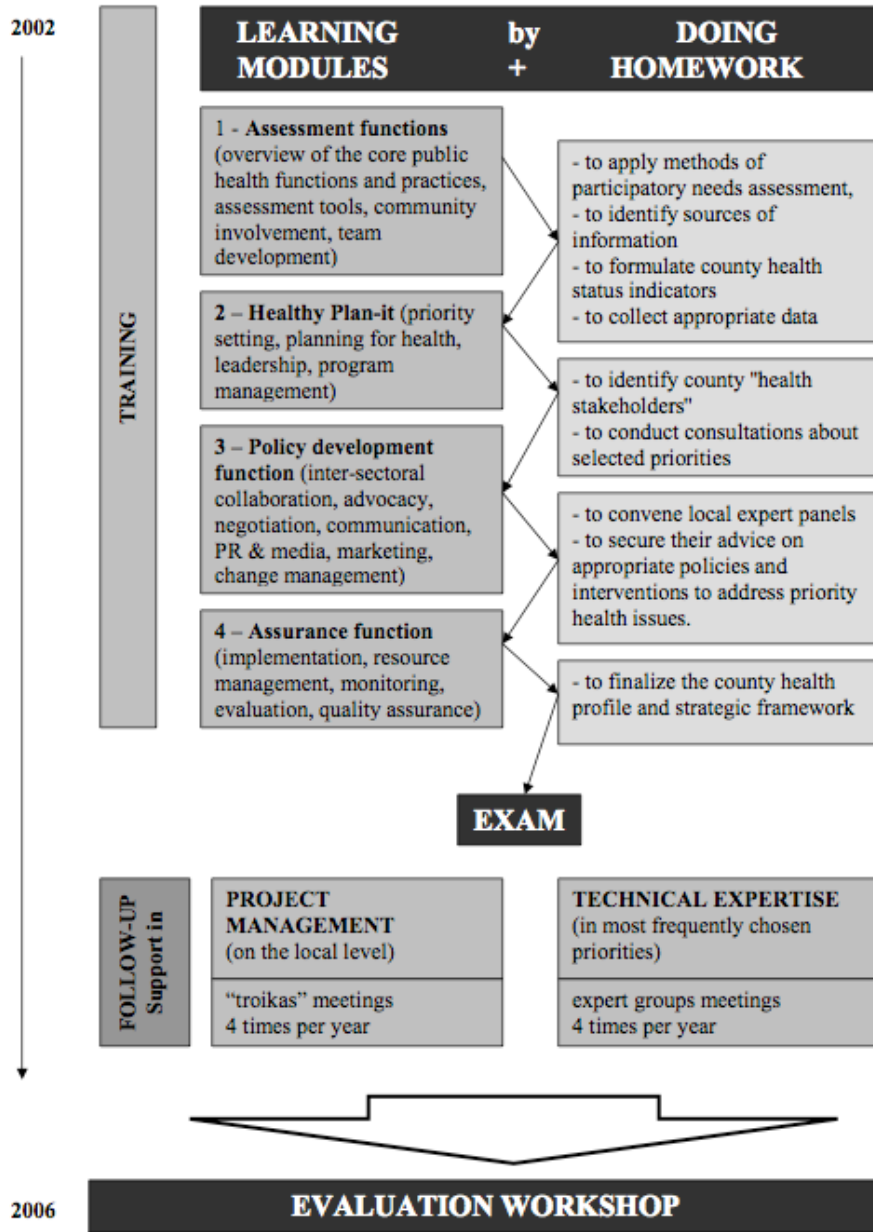 2002
LEARNING by DOING
MODULES + HOMEWORK
TRAINING
1 - Assessment functions
(overview of the core public
health functions and practices,
assessment tools, community
involvement, team
development)
- to apply methods of
participatory needs assessment,
- to identify sources of
information
- to formulate county health
status indicators
- to collect appropriate data
2 – Healthy Plan-it (priority
setting, planning for health,
leadership, program
management)
- to identify county "health
stakeholders"
- to conduct consultations about
selected priorities
3 – Policy development
function (inter-sectoral
collaboration, advocacy,
negotiation, communication,
PR & media, marketing,
change management)
- to convene local expert panels
- to secure their advice on
appropriate policies and
interventions to address priority
health issues.
4 – Assurance function
(implementation, resource
management, monitoring,
evaluation, quality assurance)
- to finalize the county health
profile and strategic framework
EXAM
FOLLOW-UP
Support in
PROJECT
MANAGEMENT
(on the local level)
“troikas” meetings
4 times per year
TECHNICAL EXPERTISE
(in most frequently chosen
priorities)
expert groups meetings
4 times per year
2006
EVALUATION WORKSHOP